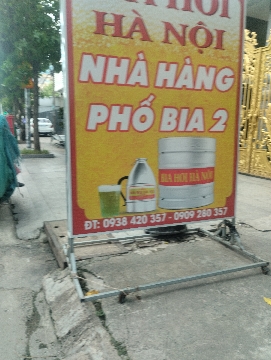 BIA HƠI
HÀ NỘI
NHÀ HÀNG
PHỐ BIA 2
BIA HƠI HÀ NỘI
ĐT: 0938 420 357 - 0909 280 357